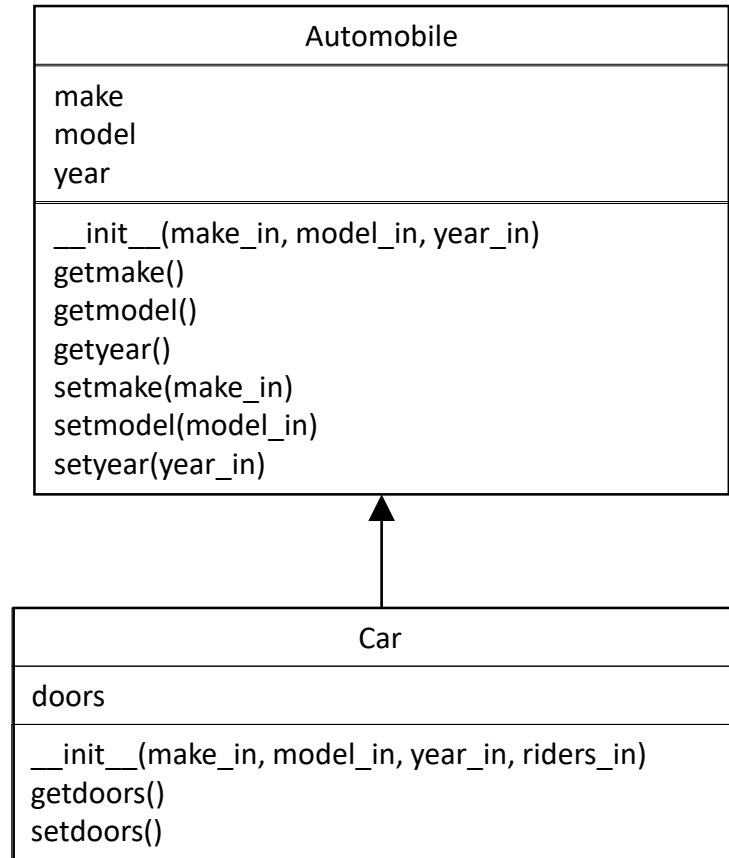 Automobile
make
model
year
__init__(make_in, model_in, year_in)
getmake()
getmodel()
getyear()
setmake(make_in)
setmodel(model_in)
setyear(year_in)
Car
doors
__init__(make_in, model_in, year_in, riders_in)
getdoors()
setdoors()